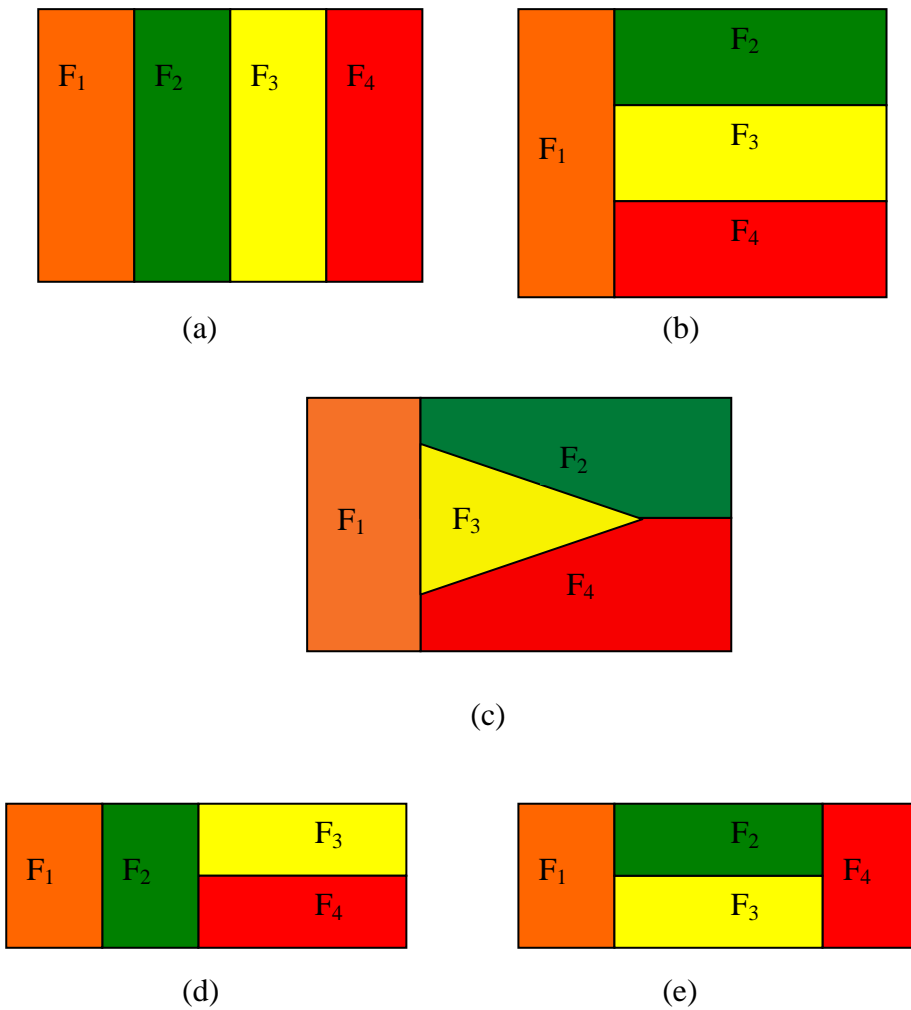 F₁ F₂ F₃ F₄
(a)
F₂
F₁ F₃
F₄
(b)
F₂
F₁ F₃
F₄
(c)
F₃
F₁ F₂
F₄
(d)
F₂
F₁ F₄
F₃
(e)